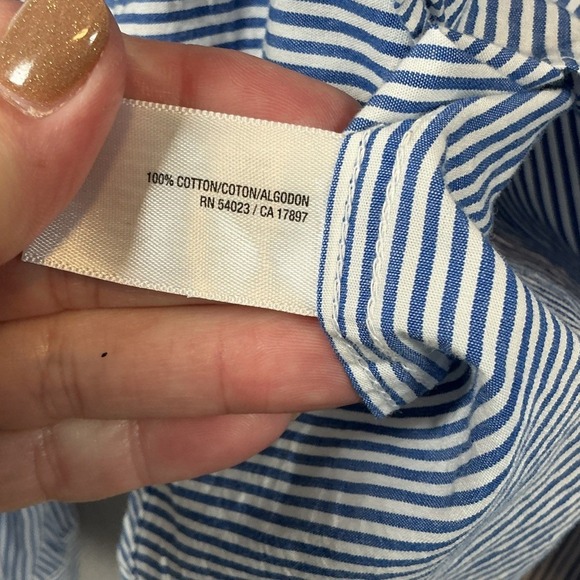 100% COTTON/COTON/ALGODON
RN 54023 / CA 17897